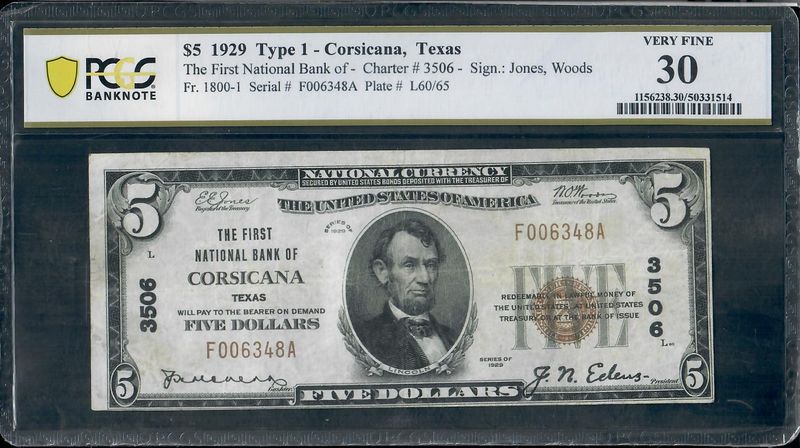 PCGS
BANKNOTE
$5 1929 Type 1 - Corsicana, Texas
The First National Bank of - Charter # 3506 - Sign.: Jones, Woods
Fr. 1800-1 Serial # F006348A Plate # L60/65
VERY FINE
30
1156238.30/50331514
NATIONAL CURRENCY
SECURED BY UNITED STATES BONDS DEPOSITED WITH THE TREASURER OF
THE UNITED STATES OF AMERICA
5
5
E E Jones
Register of the Treasury
W.O. Woods
Treasurer of the United States
SERIES OF
1929
L
THE FIRST
NATIONAL BANK OF
CORSICANA
TEXAS
WILL PAY TO THE BEARER ON DEMAND
FIVE DOLLARS
F006348A
3506
F006348A
FIVE
REDEEMABLE IN LAWFUL MONEY OF
THE UNITED STATES AT UNITED STATES
TREASURY OR AT THE BANK OF ISSUE
3506
L
SERIES OF
1929
LINCOLN
Cashier
J. N. Edens
President
5
FIVE DOLLARS
5